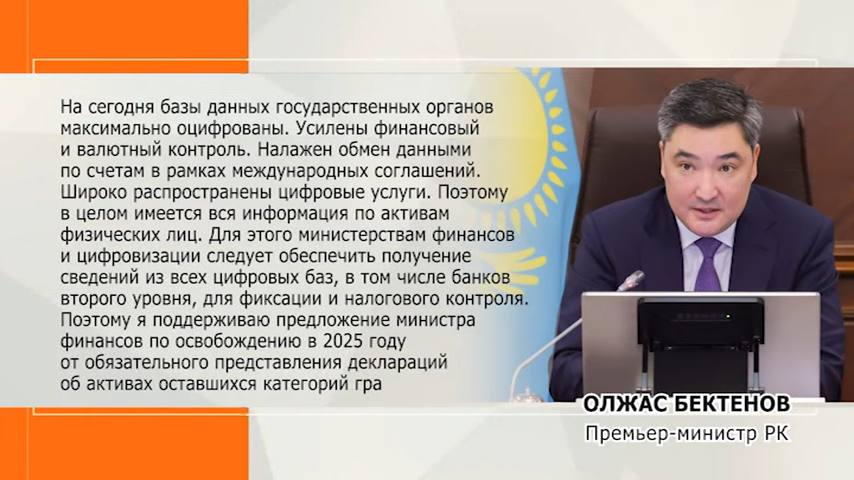 На сегодня базы данных государственных органов
максимально оцифрованы. Усилены финансовый
и валютный контроль. Налажен обмен данными
по счетам в рамках международных соглашений.
Широко распространены цифровые услуги. Поэтому
в целом имеется вся информация по активам
физических лиц. Для этого министерствам финансов
и цифровизации следует обеспечить получение
сведений из всех цифровых баз, в том числе банков
второго уровня, для фиксации и налогового контроля.
Поэтому я поддерживаю предложение министра
финансов по освобождению в 2025 году
от обязательного представления деклараций
об активах оставшихся категорий гра
ОЛЖАС БЕКТЕНОВ
Премьер-министр РК